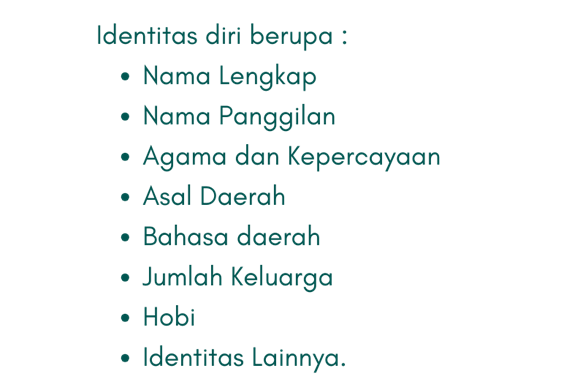 Identitas diri berupa :
• Nama Lengkap
• Nama Panggilan
• Agama dan Kepercayaan
• Asal Daerah
• Bahasa daerah
• Jumlah Keluarga
• Hobi
• Identitas Lainnya.